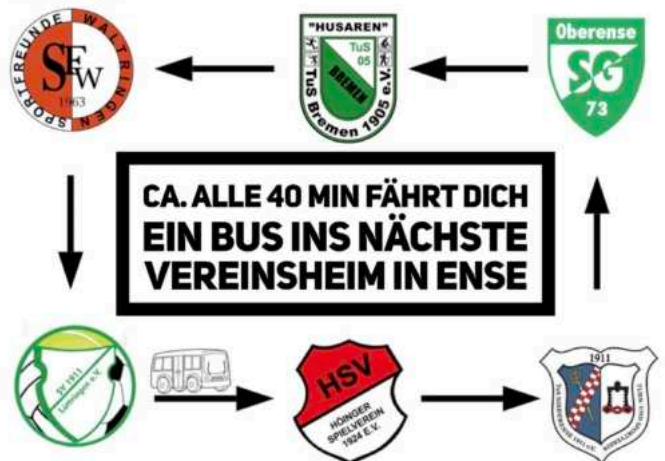 SPORTFREUNDE WALTRINGEN
SFW
1963
"HUSAREN"
TuS
05
BREMEN
TuS Bremen 1905 e.V.
Oberense
SG
73
CA. ALLE 40 MIN FÄHRT DICH
EIN BUS INS NÄCHSTE
VEREINSHEIM IN ENSE
SV 1911
e.V.
HSV
HÖINGER
SPIELVEREIN
1924 E.V.
1911